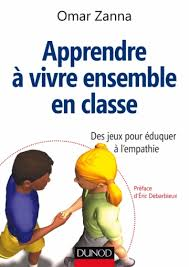 Omar Zanna
Apprendre
à vivre ensemble
en classe
Des jeux pour éduquer
à l'empathie
Préface
d'Éric Debarbieux
DUNOD